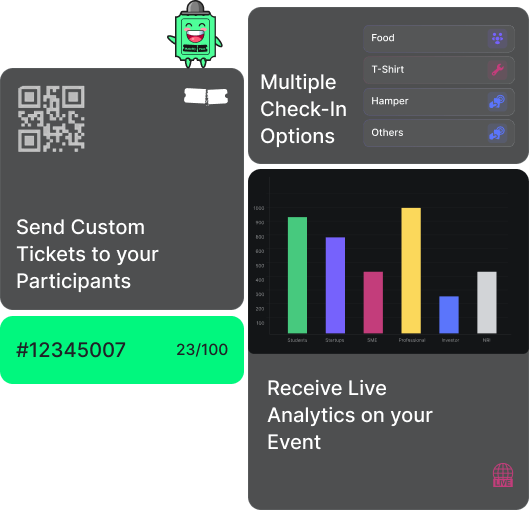 Send Custom
Tickets to your
Participants
#12345007
23/100
Multiple
Check-In
Options
Food
T-Shirt
Hamper
Others
1000
900
800
600
500
400
300
200
100
Students
Startups
SME
Professional
Investor
NRI
Receive Live
Analytics on your
Event
LIVE